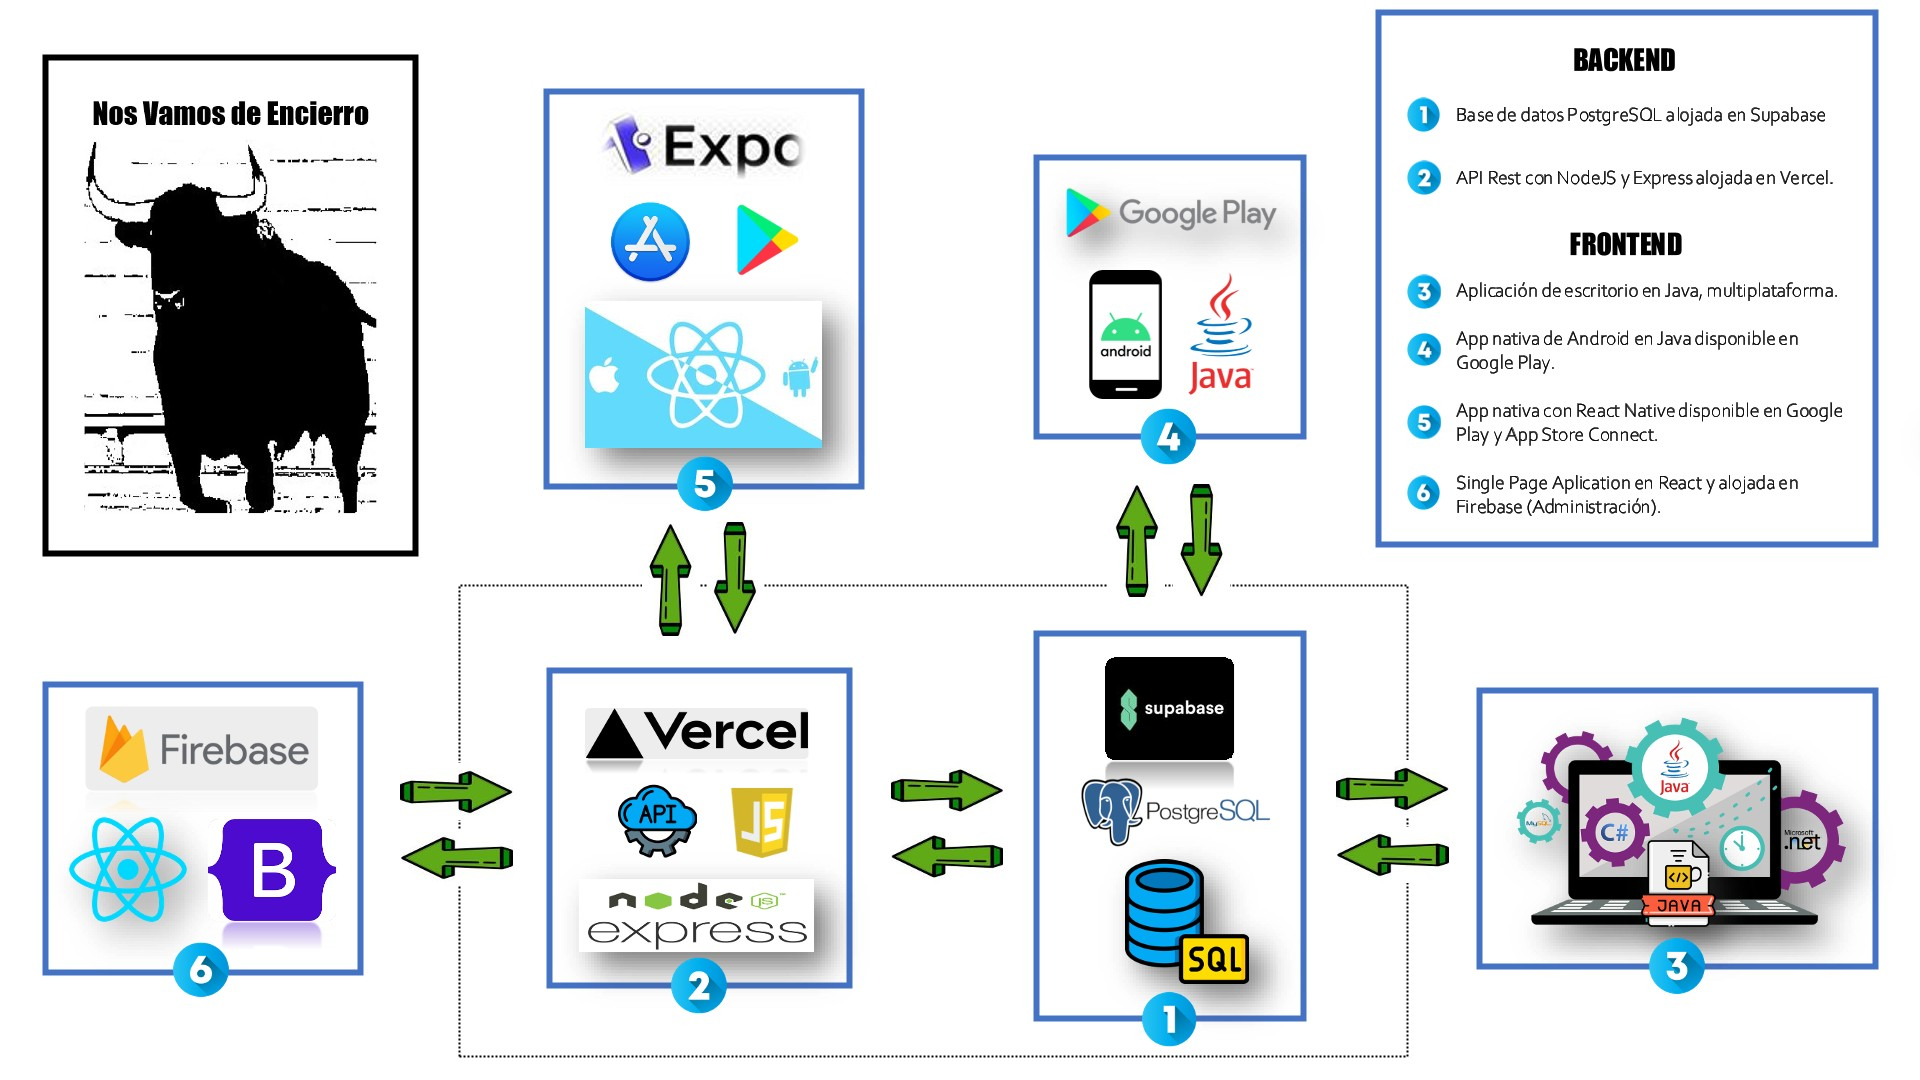 Nos Vamos de Encierro
Expo
5
Google Play
android
Java
4
BACKEND
1 Base de datos PostgreSQL alojada en Supabase
2 API Rest con NodeJS y Express alojada en Vercel.
FRONTEND
3 Aplicación de escritorio en Java, multiplataforma.
4 App nativa de Android en Java disponible en
Google Play.
5 App nativa con React Native disponible en Google
Play y App Store Connect.
6 Single Page Aplication en React y alojada en
Firebase (Administración).
Firebase
B
6
Vercel
API
JS
node JS
express
2
supabase
PostgreSQL
SQL
1
Java
MySQL
C#
Microsoft
.net
</>
JAVA
3